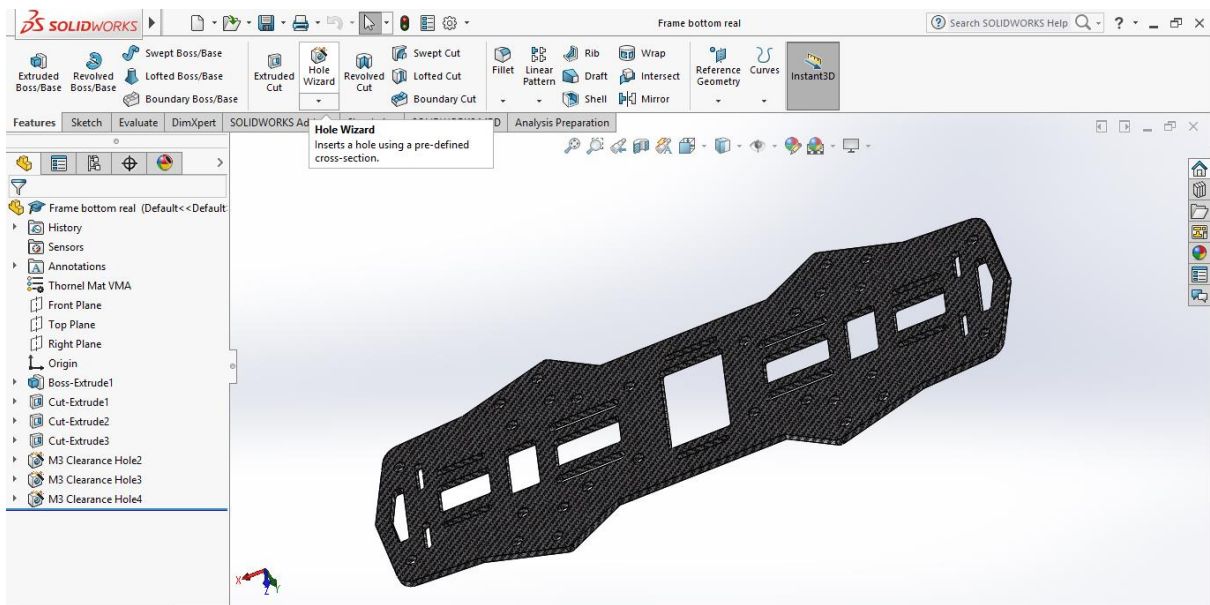 SOLIDWORKS
Frame bottom real
Search SOLIDWORKS Help
?
Extruded Boss/Base
Revolved Boss/Base
Swept Boss/Base
Lofted Boss/Base
Boundary Boss/Base
Extruded Cut
Hole Wizard
Revolved Cut
Swept Cut
Lofted Cut
Boundary Cut
Fillet
Linear Pattern
Rib
Draft
Shell
Wrap
Intersect
Mirror
Reference Geometry
Curves
Instant3D
Features
Sketch
Evaluate
DimXpert
SOLIDWORKS Ad
Analysis Preparation
Hole Wizard
Inserts a hole using a pre-defined
cross-section.
Frame bottom real (Default<<Default
History
Sensors
Annotations
Thornel Mat VMA
Front Plane
Top Plane
Right Plane
Origin
Boss-Extrude1
Cut-Extrude1
Cut-Extrude2
Cut-Extrude3
M3 Clearance Hole2
M3 Clearance Hole3
M3 Clearance Hole4
X
Y
Z